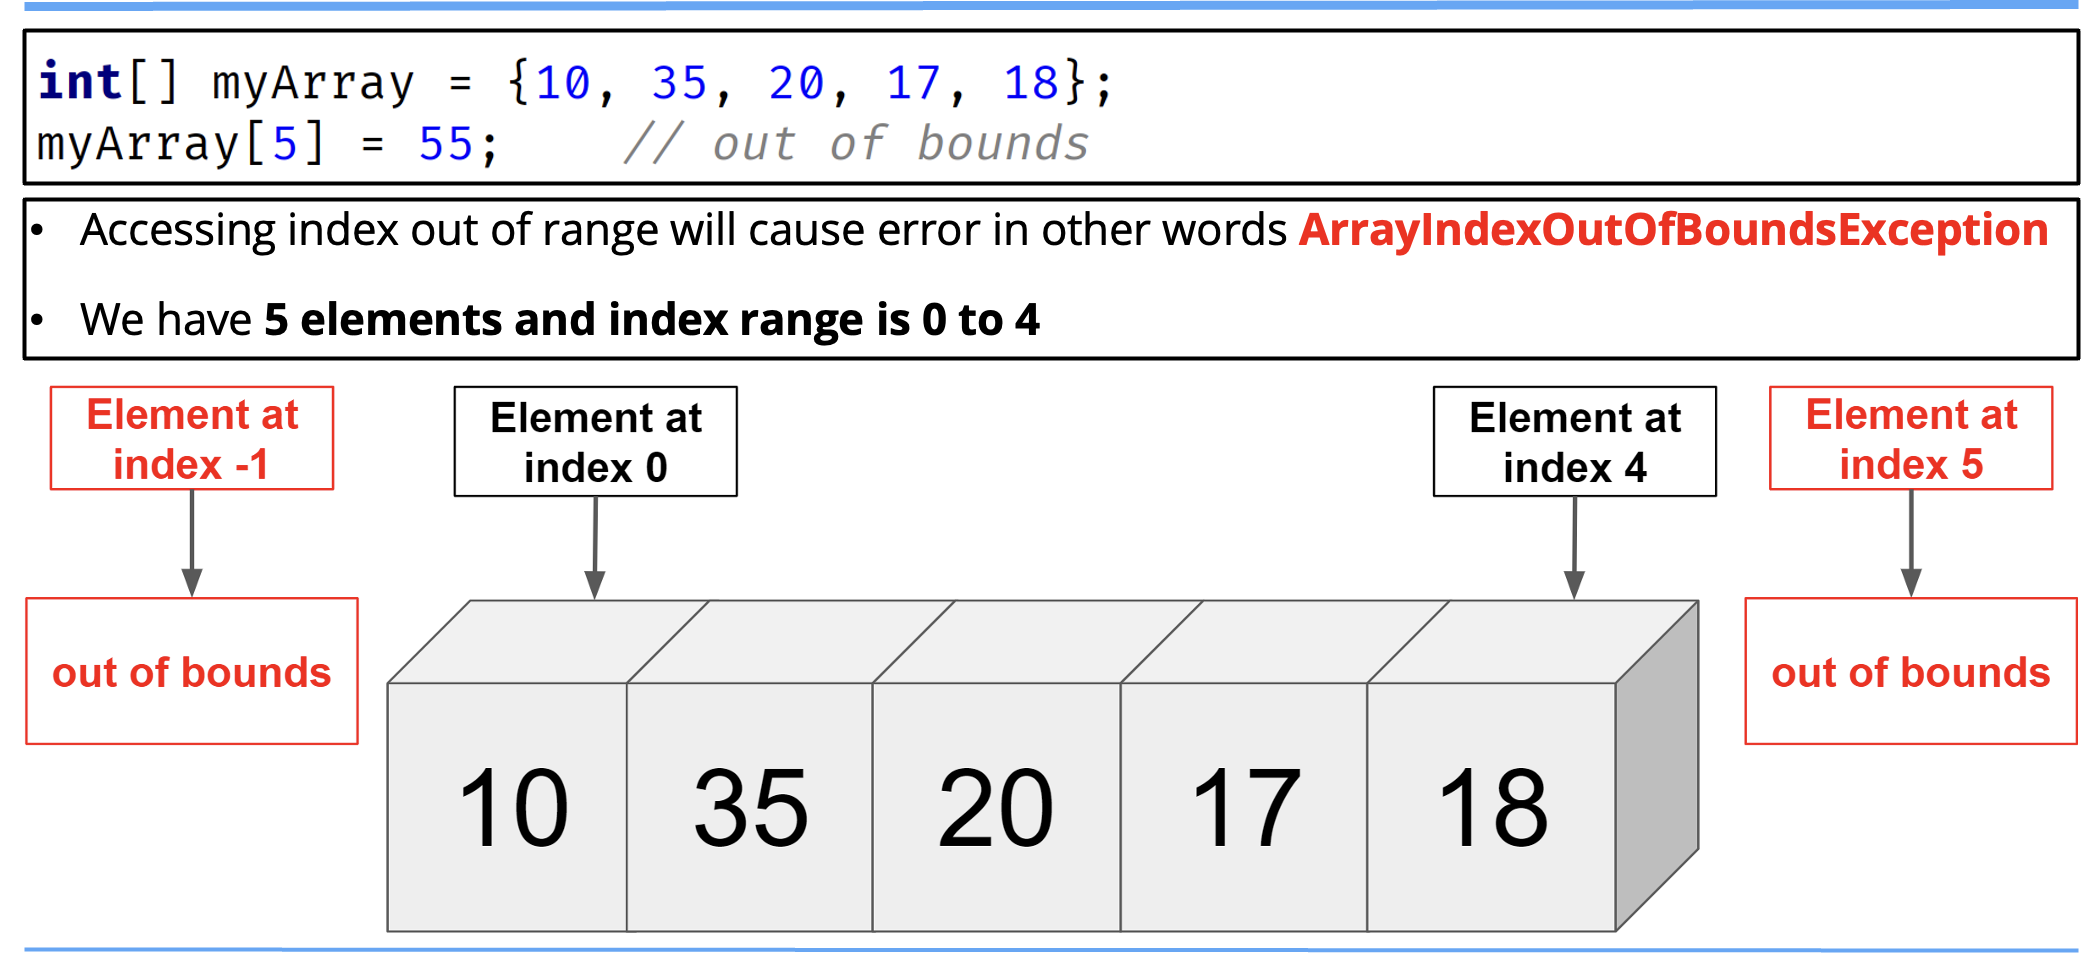 int[] myArray = {10, 35, 20, 17, 18};
myArray[5] = 55;    // out of bounds
• Accessing index out of range will cause error in other words ArrayIndexOutOfBoundsException
• We have 5 elements and index range is 0 to 4
Element at
index -1
Element at
index 0
Element at
index 4
Element at
index 5
out of bounds
out of bounds
10 35 20 17 18